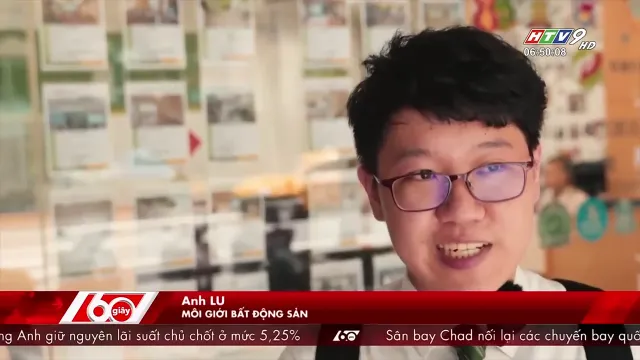 HTV9 HD
06:50:08
Anh LU
MÔI GIỚI BẤT ĐỘNG SẢN
60 giây
ng Anh giữ nguyên lãi suất chủ chốt ở mức 5,25%
60
Sân bay Chad nối lại các chuyến bay quố